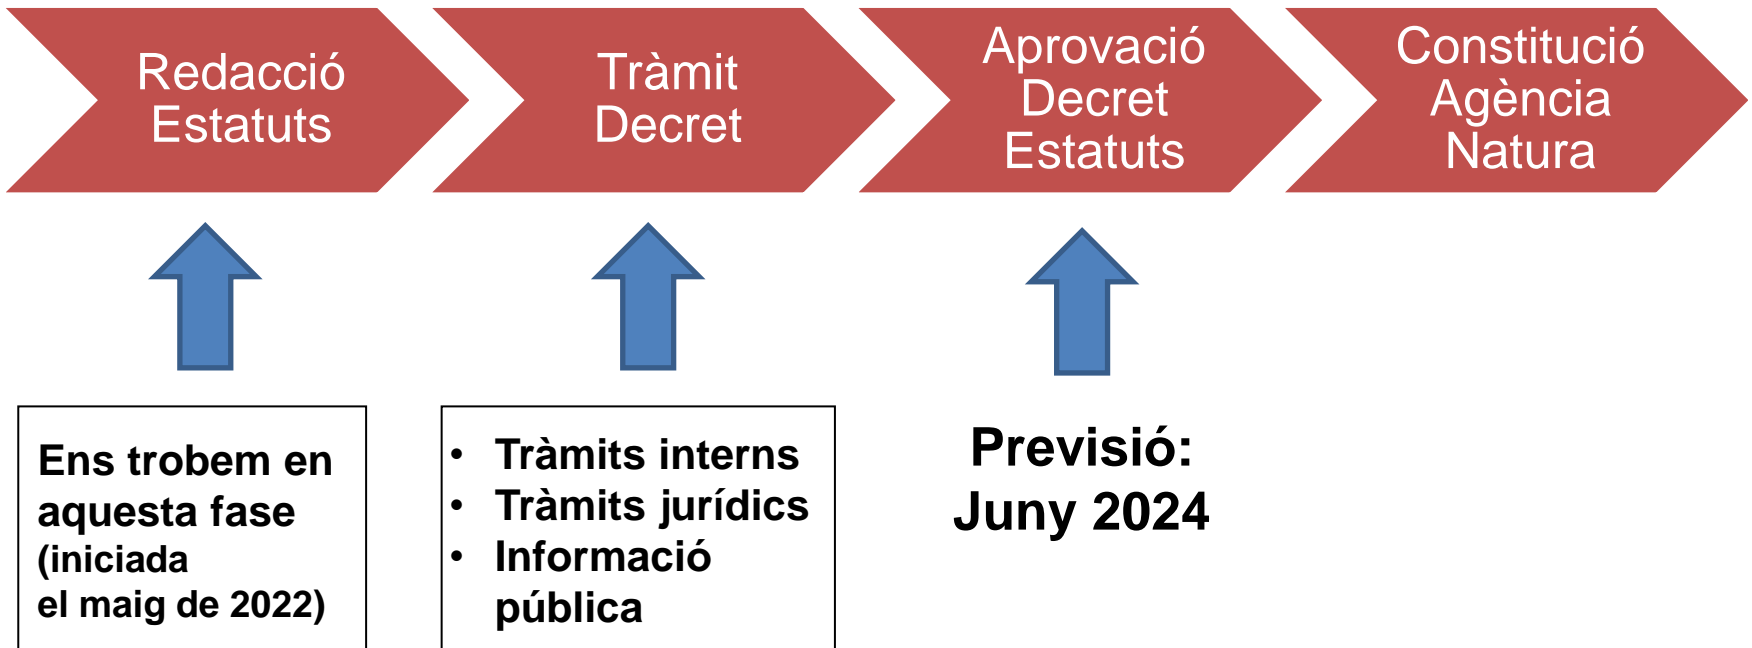 Redacció
Estatuts
Tràmit
Decret
Aprovació
Decret
Estatuts
Constitució
Agència
Natura
Ens trobem en
aquesta fase
(iniciada
el maig de 2022)
• Tràmits interns
• Tràmits jurídics
• Informació
pública
Previsió:
Juny 2024